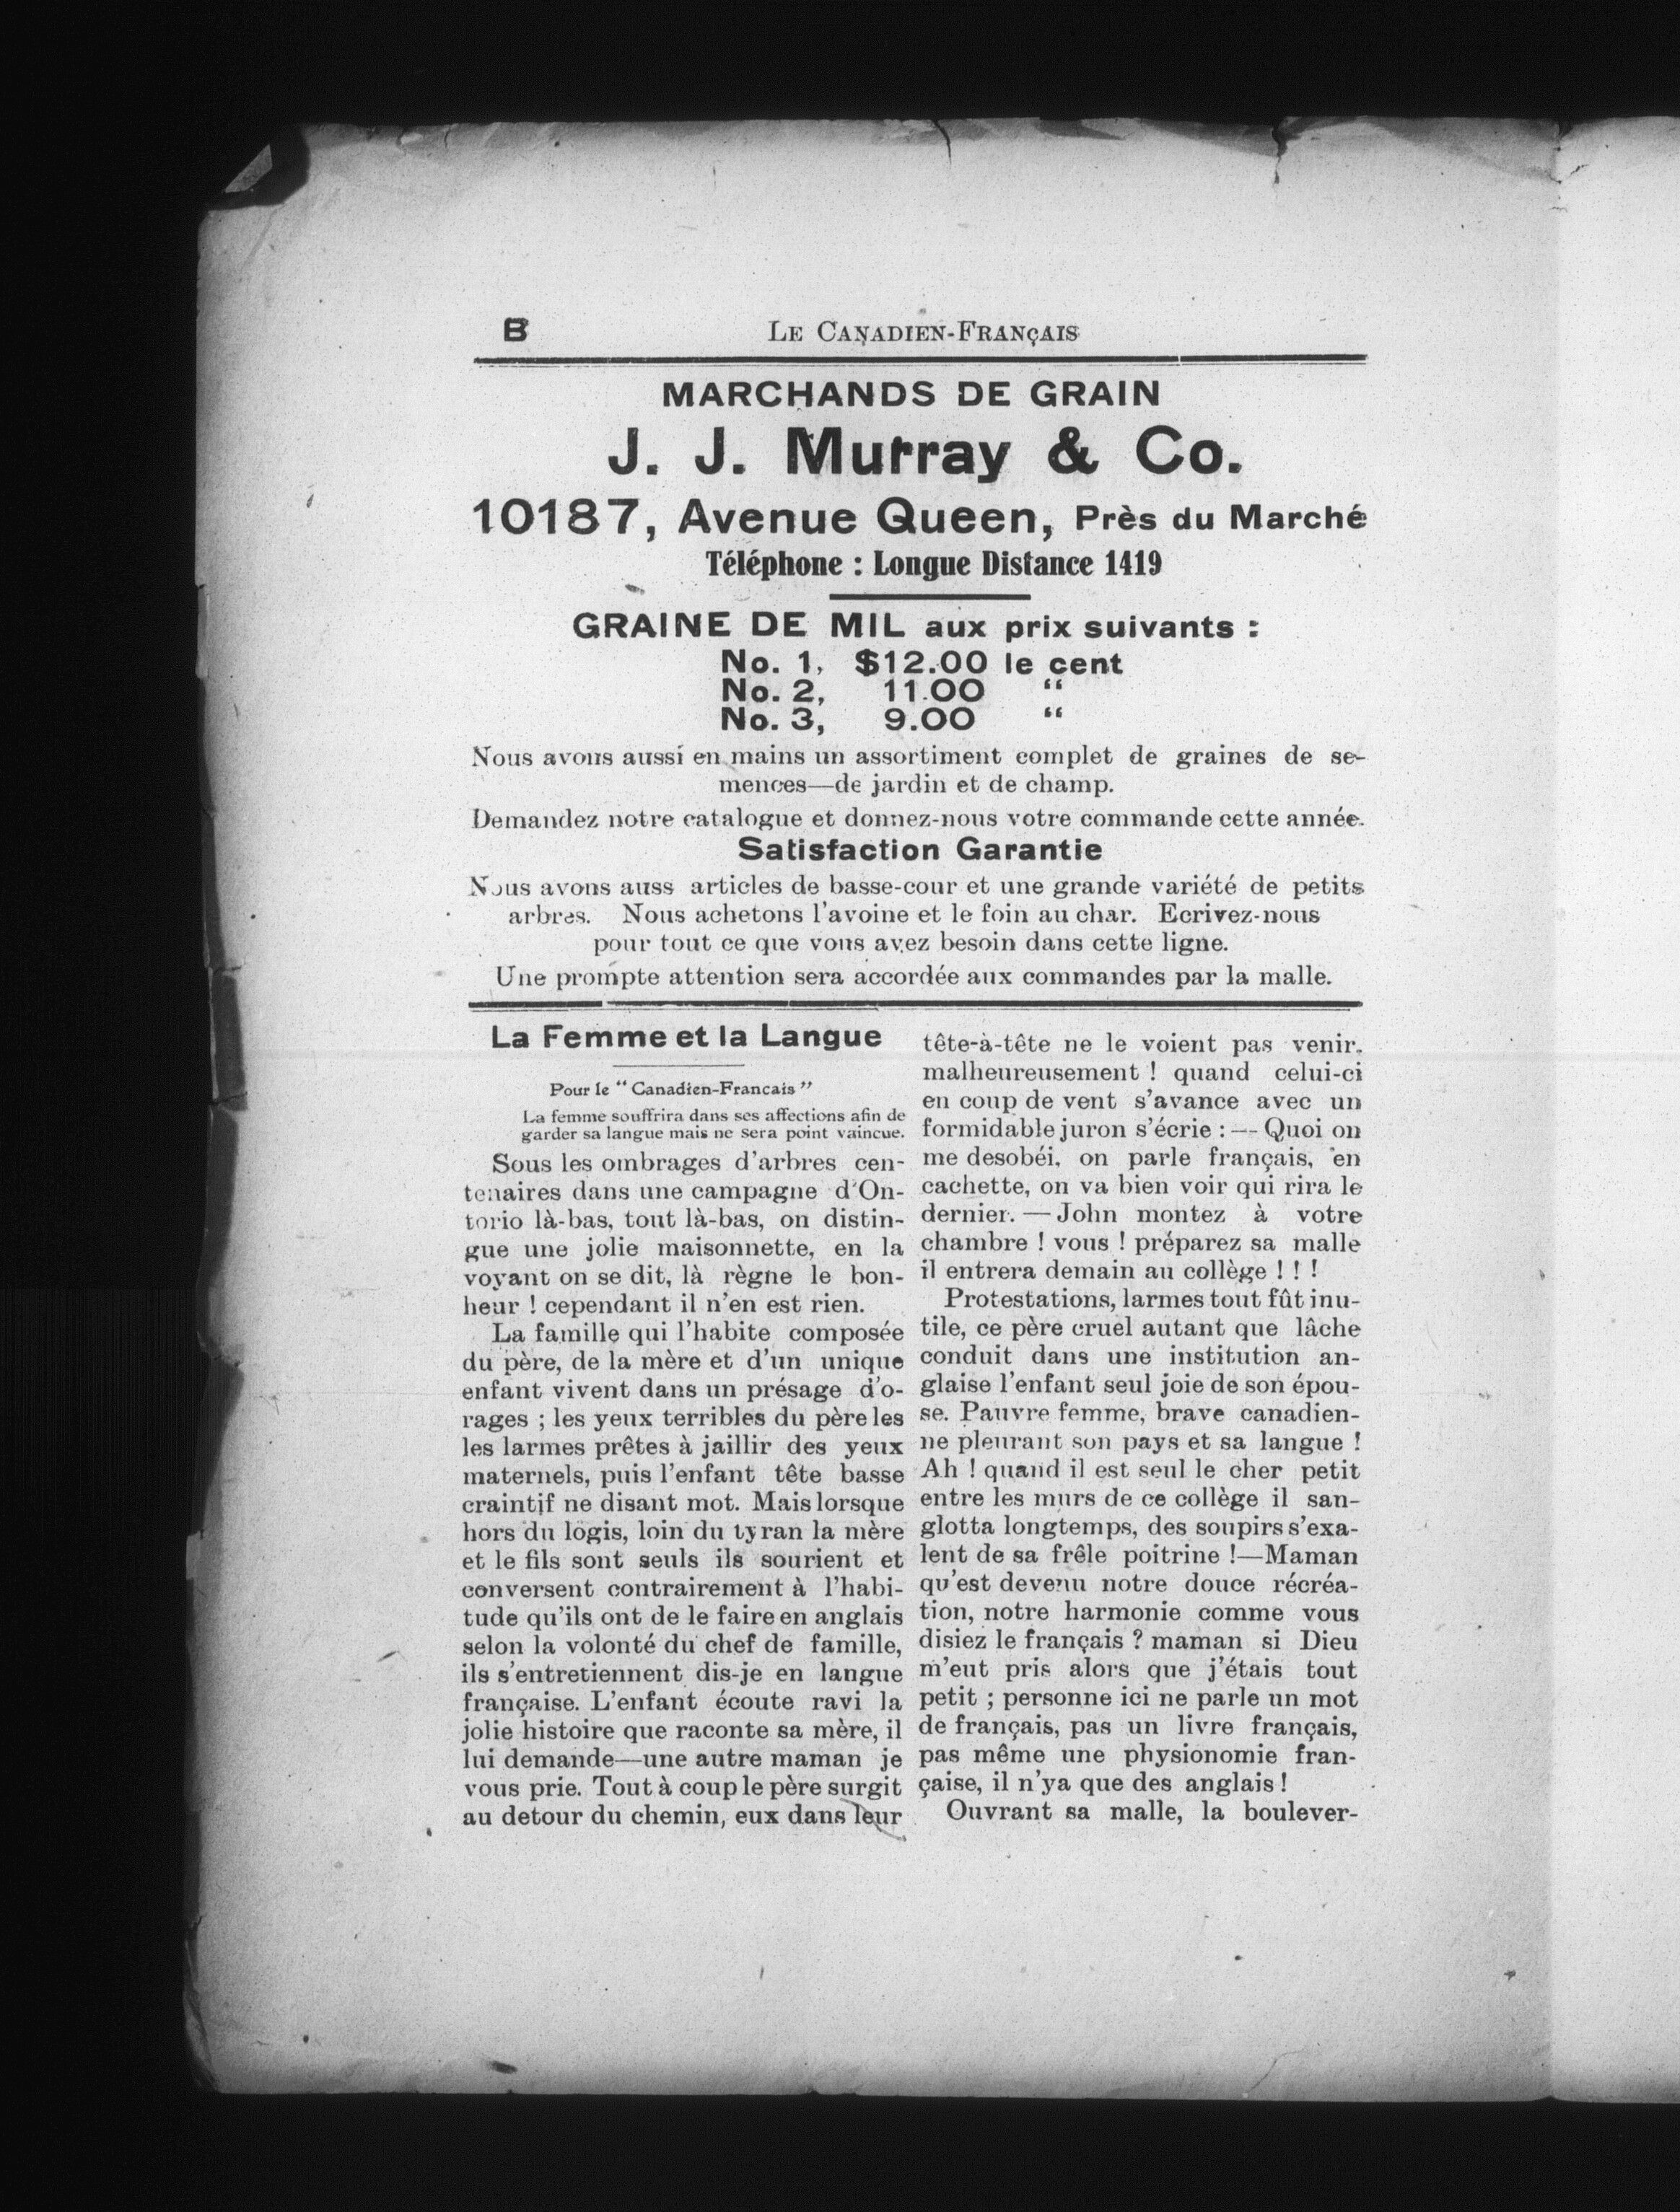 B
LE CANADIEN-FRANÇAIS
MARCHANDS DE GRAIN
J. J. Murray & Co.
10187, Avenue Queen, Près du Marché
Téléphone : Longue Distance 1419
GRAINE DE MIL aux prix suivants :
No. 1, $12.00 le cent
No. 2, 11.00 "
No. 3, 9.00 "
Nous avons aussi en mains un assortiment complet de graines de se-
mences—de jardin et de champ.
Demandez notre catalogue et donnez-nous votre commande cette année.
Satisfaction Garantie
Nous avons auss articles de basse-cour et une grande variété de petits
arbres. Nous achetons l'avoine et le foin au char. Ecrivez-nous
pour tout ce que vous avez besoin dans cette ligne.
Une prompte attention sera accordée aux commandes par la malle.
La Femme et la Langue
Pour le " Canadien-Francais "
La femme souffrira dans ses affections afin de
garder sa langue mais ne sera point vaincue.
Sous les ombrages d'arbres cen-
tenaires dans une campagne d'On-
torio là-bas, tout là-bas, on distin-
gue une jolie maisonnette, en la
voyant on se dit, là règne le bon-
heur ! cependant il n'en est rien.
La famille qui l'habite composée
du père, de la mère et d'un unique
enfant vivent dans un présage d'o-
rages ; les yeux terribles du père les
les larmes prêtes à jaillir des yeux
maternels, puis l'enfant tête basse
craintif ne disant mot. Mais lorsque
hors du logis, loin du tyran la mère
et le fils sont seuls ils sourient et
conversent contrairement à l'habi-
tude qu'ils ont de le faire en anglais
selon la volonté du chef de famille,
ils s'entretiennent dis-je en langue
française. L'enfant écoute ravi la
jolie histoire que raconte sa mère, il
lui demande—une autre maman je
vous prie. Tout à coup le père surgit
au detour du chemin, eux dans leur
tête-à-tête ne le voient pas venir,
malheureusement ! quand celui-ci
en coup de vent s'avance avec un
formidable juron s'écrie : — Quoi on
me desobéi, on parle français, en
cachette, on va bien voir qui rira le
dernier. — John montez à votre
chambre ! vous ! préparez sa malle
il entrera demain au collège ! ! !
Protestations, larmes tout fût inu-
tile, ce père cruel autant que lâche
conduit dans une institution an-
glaise l'enfant seul joie de son épou-
se. Pauvre femme, brave canadien-
ne pleurant son pays et sa langue !
Ah ! quand il est seul le cher petit
entre les murs de ce collège il san-
glotta longtemps, des soupirs s'exa-
lent de sa frêle poitrine !—Maman
qu'est devenu notre douce récréa-
tion, notre harmonie comme vous
disiez le français ? maman si Dieu
m'eut pris alors que j'étais tout
petit ; personne ici ne parle un mot
de français, pas un livre français,
pas même une physionomie fran-
çaise, il n'ya que des anglais !
Ouvrant sa malle, la boulever-